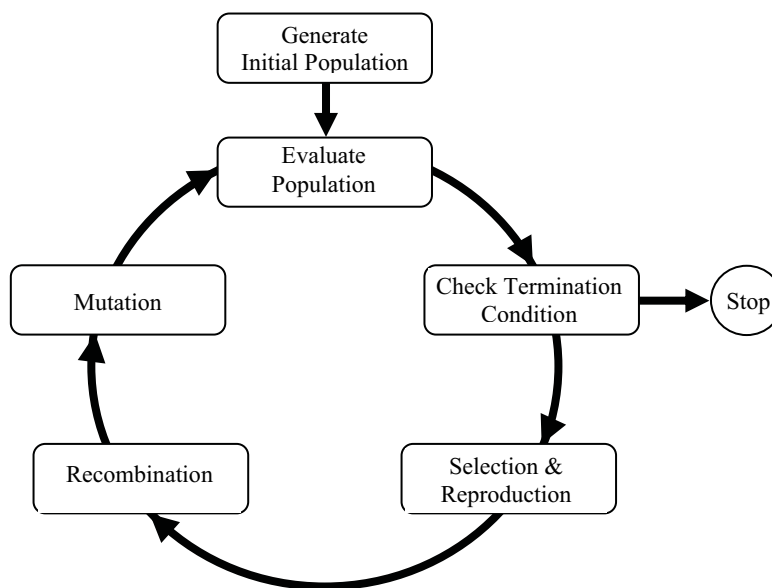 Generate
Initial Population
Evaluate
Population
Check Termination
Condition
Stop
Selection &
Reproduction
Recombination
Mutation